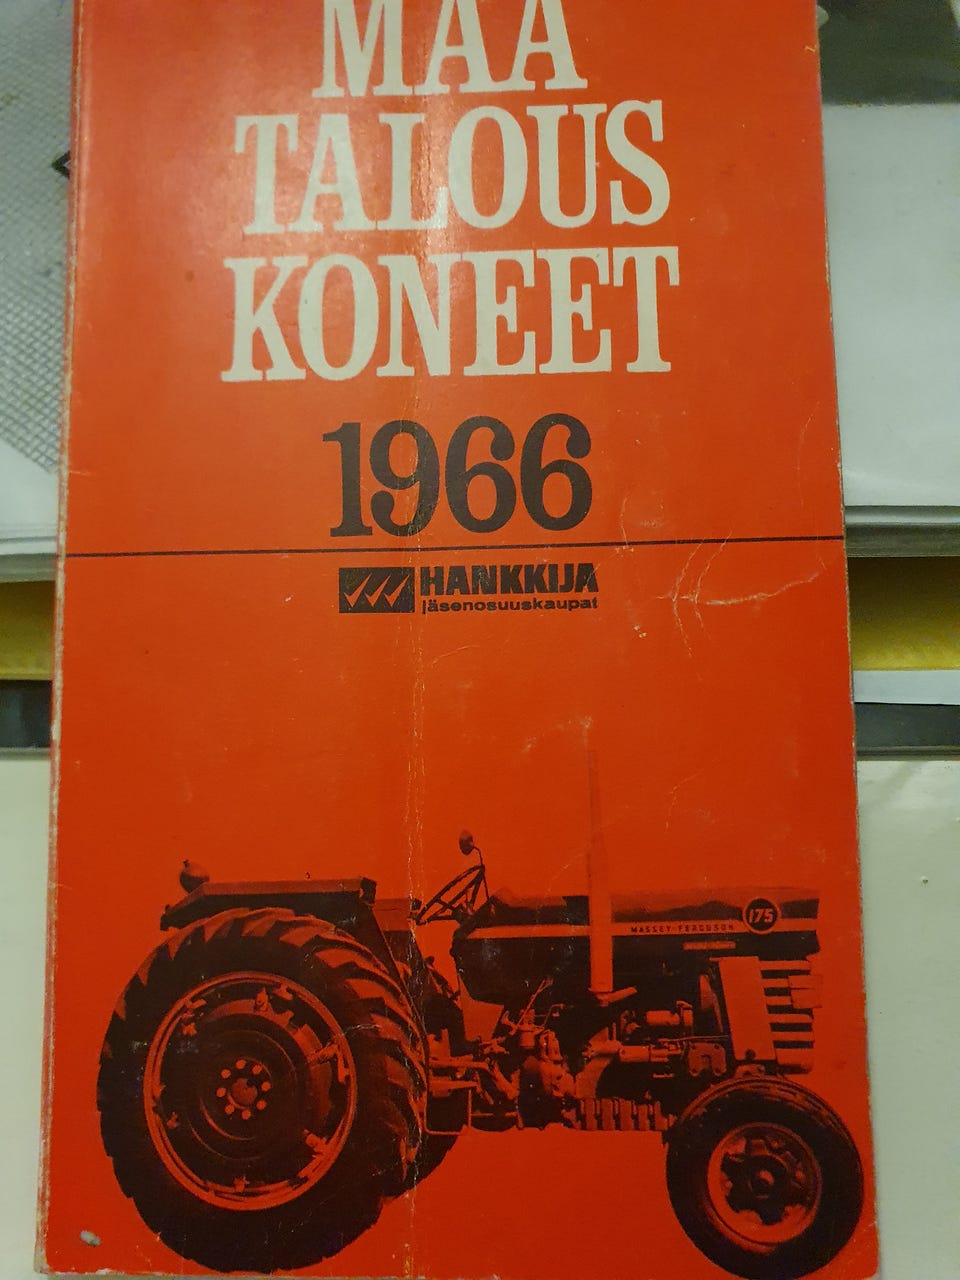 MAA
TALOUS
KONEET
1966
HANKKIJA
jäsenosuuskaupat
MASSEY-FERGUSON
175